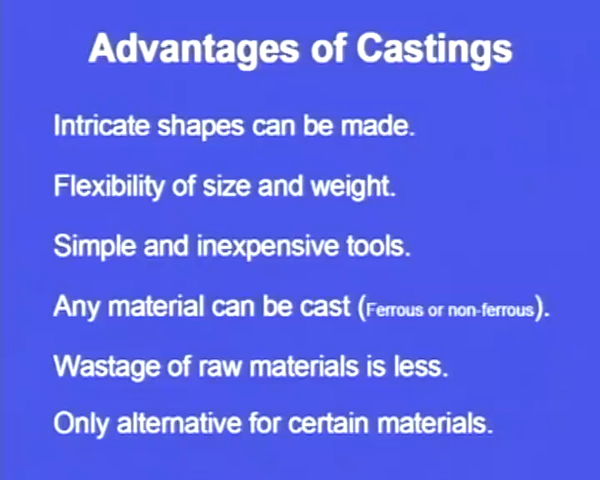 Advantages of Castings
Intricate shapes can be made.
Flexibility of size and weight.
Simple and inexpensive tools.
Any material can be cast (Ferrous or non-ferrous).
Wastage of raw materials is less.
Only alternative for certain materials.